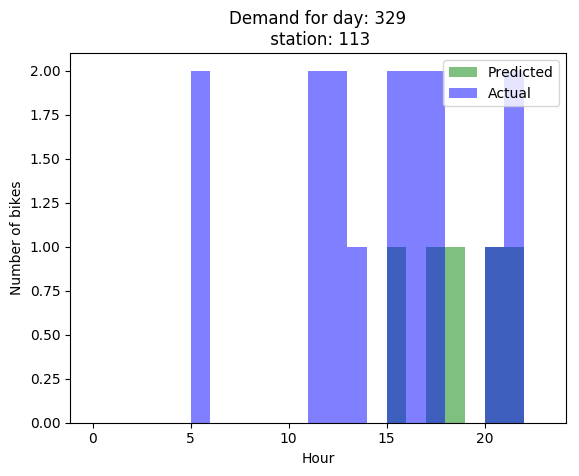 Demand for day: 329
station: 113
Predicted
Actual
Number of bikes
2.00
1.75
1.50
1.25
1.00
0.75
0.50
0.25
0.00
0 5 10 15 20
Hour